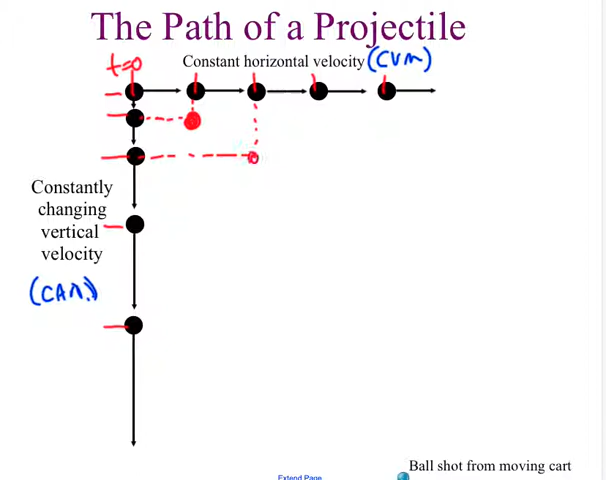 The Path of a Projectile
t=0
Constant horizontal velocity (CVM)
Constantly
changing
vertical
velocity
(CAM)
Ball shot from moving cart
Extend Page